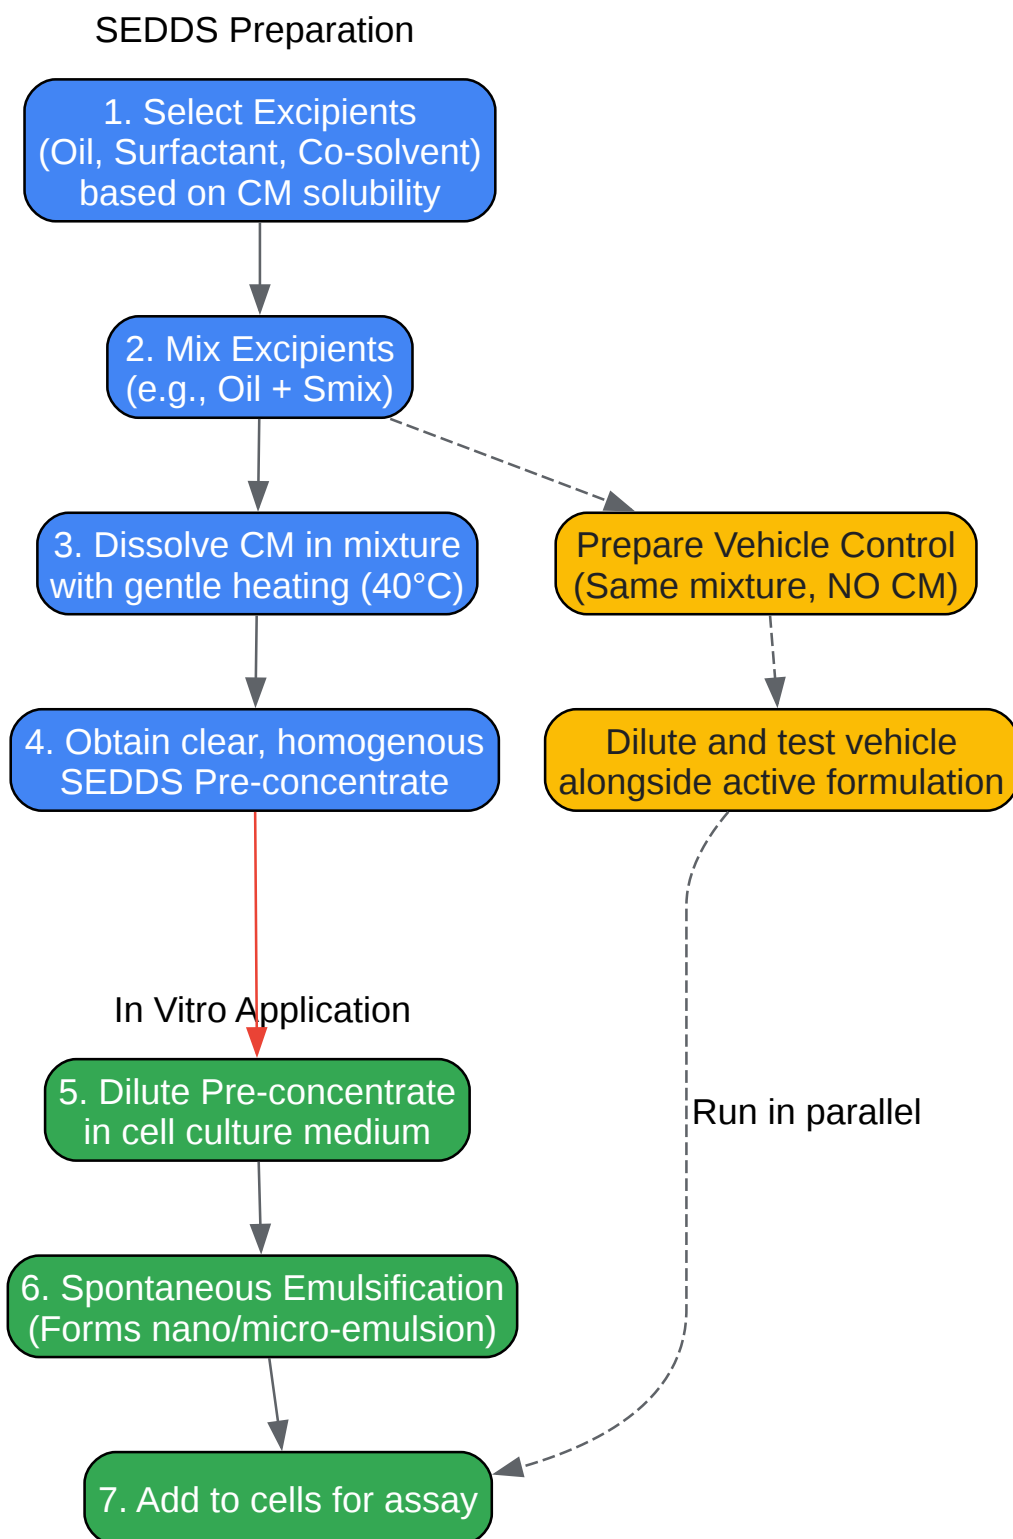 SEDDS Preparation
1. Select Excipients
(Oil, Surfactant, Co-solvent)
based on CM solubility
2. Mix Excipients
(e.g., Oil + Smix)
3. Dissolve CM in mixture
with gentle heating (40°C)
Prepare Vehicle Control
(Same mixture, NO CM)
4. Obtain clear, homogenous
SEDDS Pre-concentrate
Dilute and test vehicle
alongside active formulation
In Vitro Application
5. Dilute Pre-concentrate
in cell culture medium
Run in parallel
6. Spontaneous Emulsification
(Forms nano/micro-emulsion)
7. Add to cells for assay